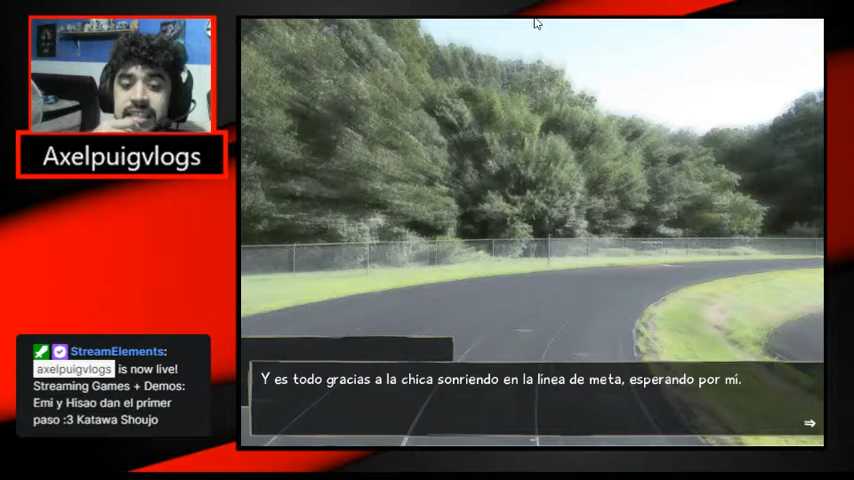 Axelpuigvlogs
Y es todo gracias a la chica sonriendo en la línea de meta, esperando por mí.
StreamElements:
axelpuigvlogs is now live!
Streaming Games + Demos:
Emi y Hisao dan el primer
paso :3 Katawa Shoujo